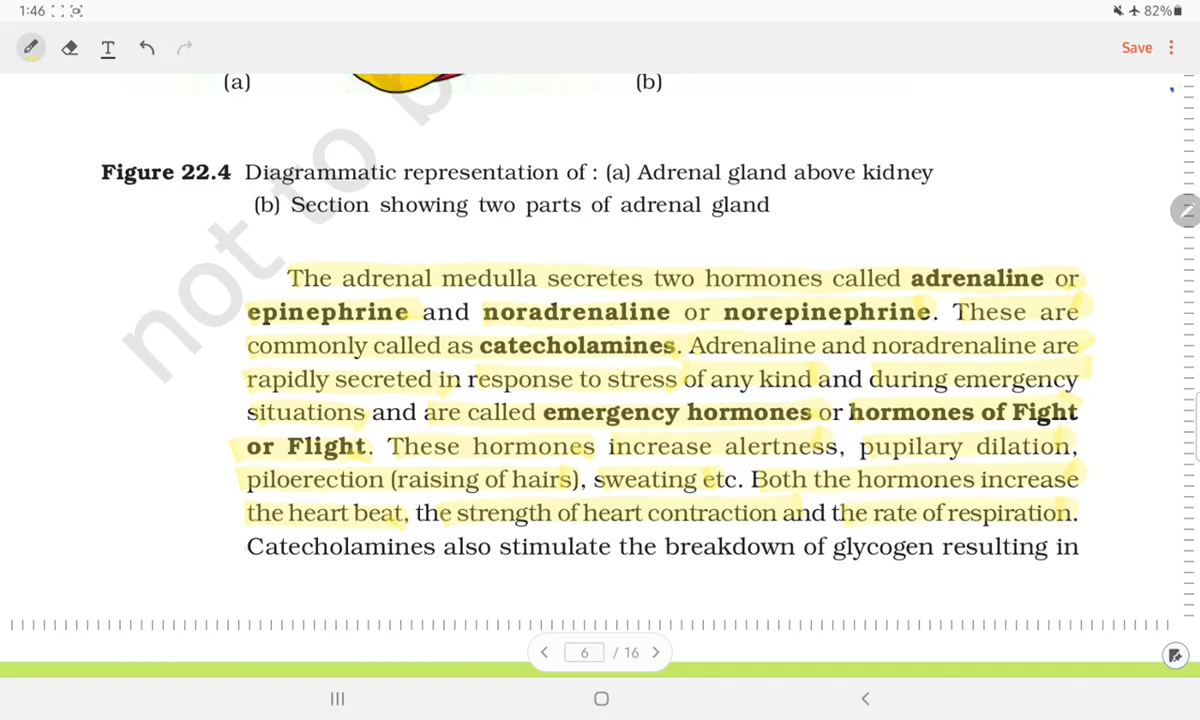 1:46
82%
T
Save
(a)
(b)
not to b
Figure 22.4 Diagrammatic representation of : (a) Adrenal gland above kidney
(b) Section showing two parts of adrenal gland
The adrenal medulla secretes two hormones called adrenaline or
epinephrine and noradrenaline or norepinephrine. These are
commonly called as catecholamines. Adrenaline and noradrenaline are
rapidly secreted in response to stress of any kind and during emergency
situations and are called emergency hormones or hormones of Fight
or Flight. These hormones increase alertness, pupilary dilation,
piloerection (raising of hairs), sweating etc. Both the hormones increase
the heart beat, the strength of heart contraction and the rate of respiration.
Catecholamines also stimulate the breakdown of glycogen resulting in
6 / 16